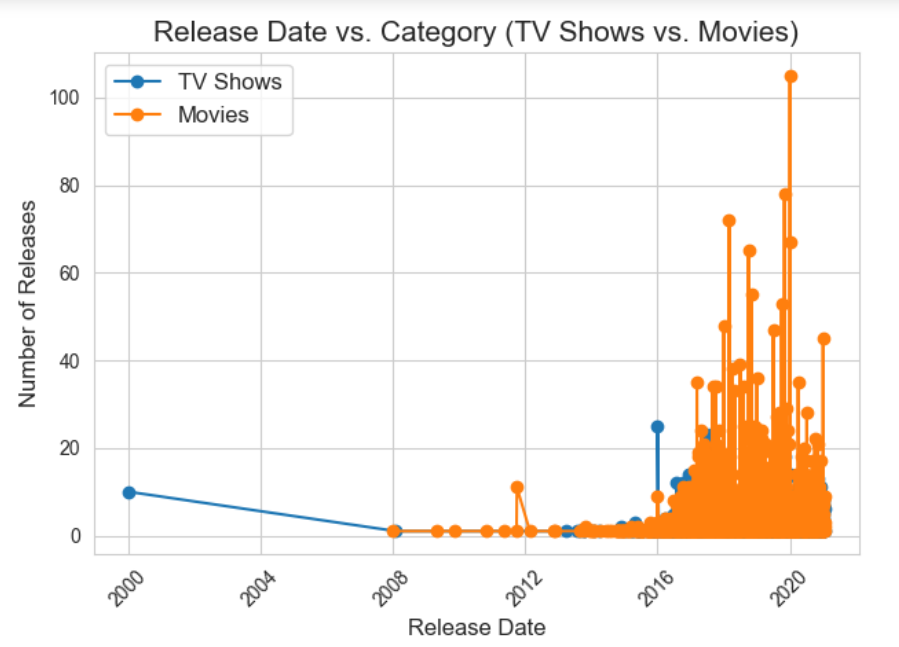 Release Date vs. Category (TV Shows vs. Movies)
TV Shows
Movies
Number of Releases
100
80
60
40
20
0
2000
2004
2008
2012
2016
2020
Release Date